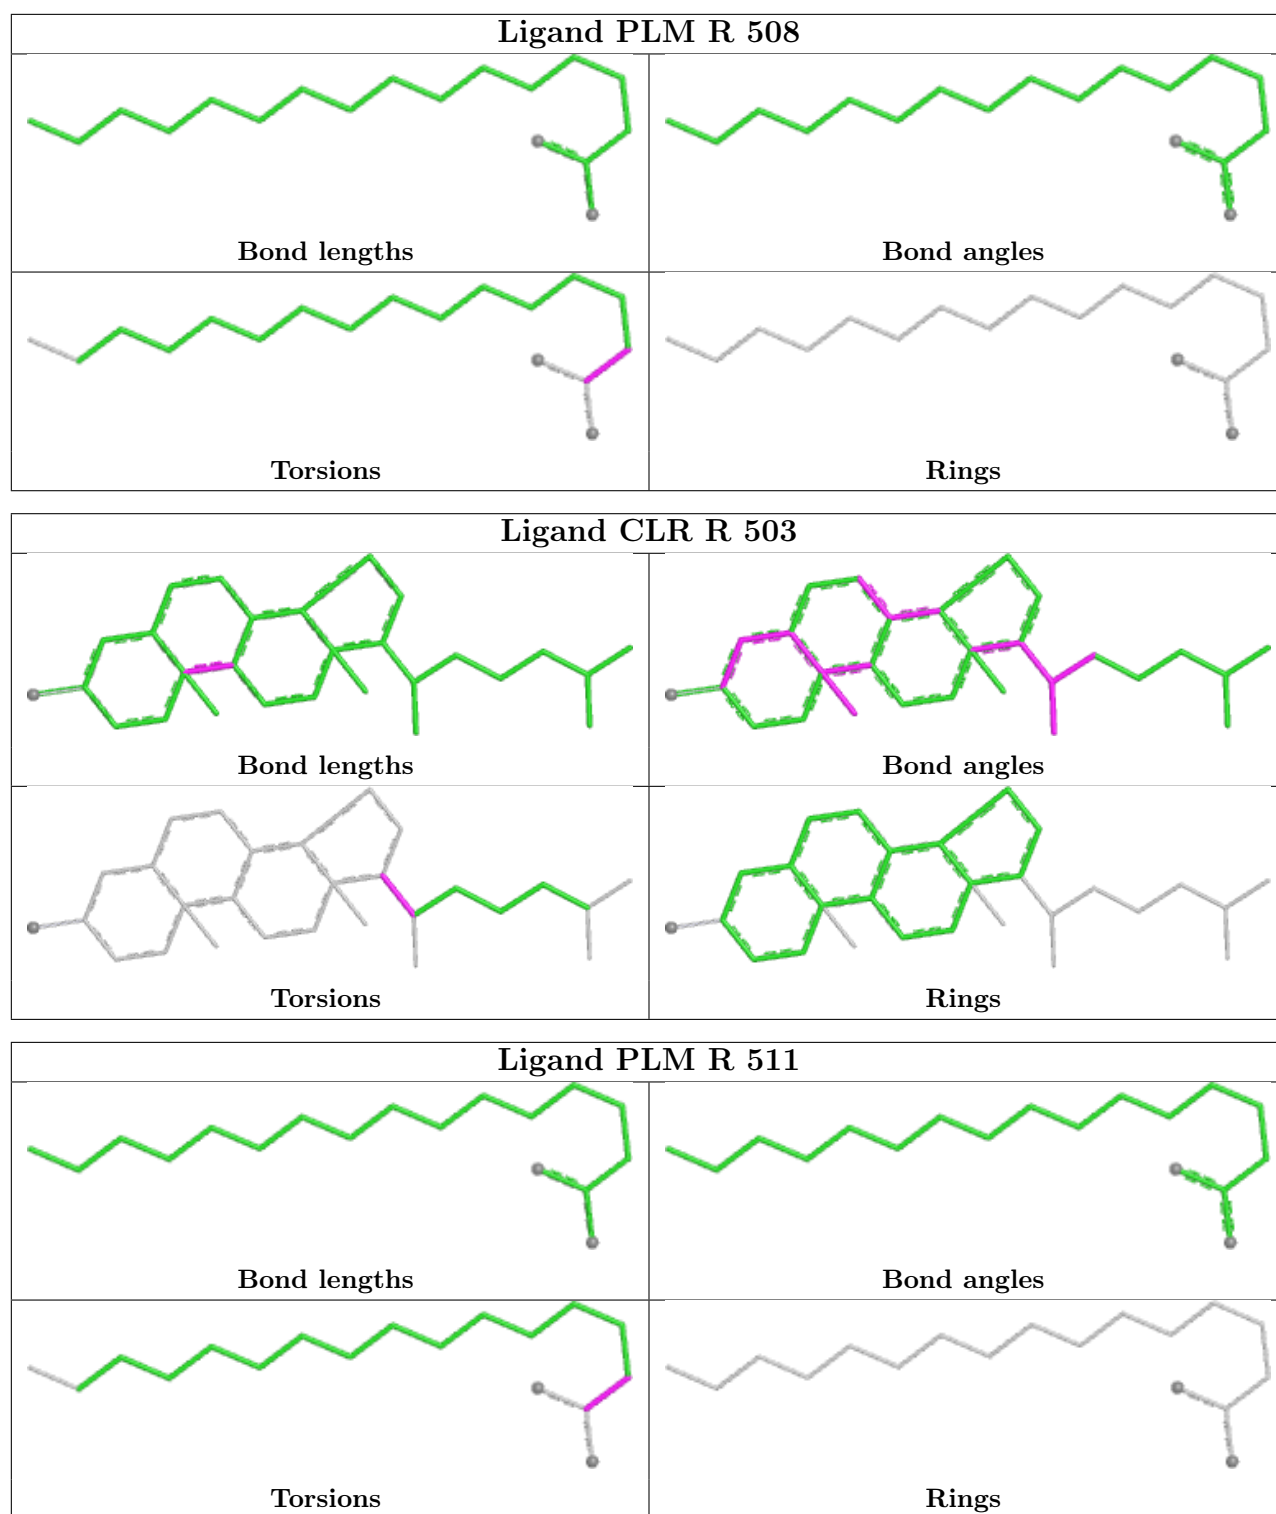 Ligand PLM R 508
Bond lengths
Bond angles
Torsions
Rings
Ligand CLR R 503
Bond lengths
Bond angles
Torsions
Rings
Ligand PLM R 511
Bond lengths
Bond angles
Torsions
Rings